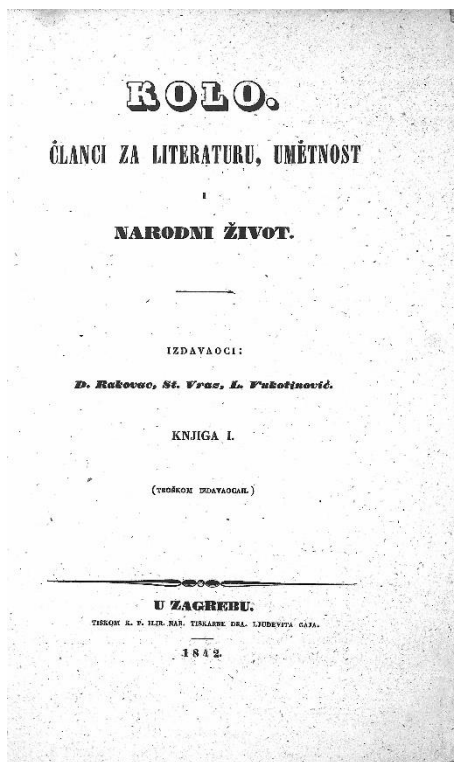 KOLO.
ČLANCI ZA LITERATURU, UMĚTNOST
I
NARODNI ŽIVOT.
IZDAVAOCI:
D. Rakovac, St. Vraz, L. Vukotinović.
KNJIGA I.
(TROŠKOM IZDAVAOCAH.)
U ZAGREBU.
TISKOM K. P. ILIR. NAR. TISKARNE DRA. LJUDEVITA GAJA.
1842.